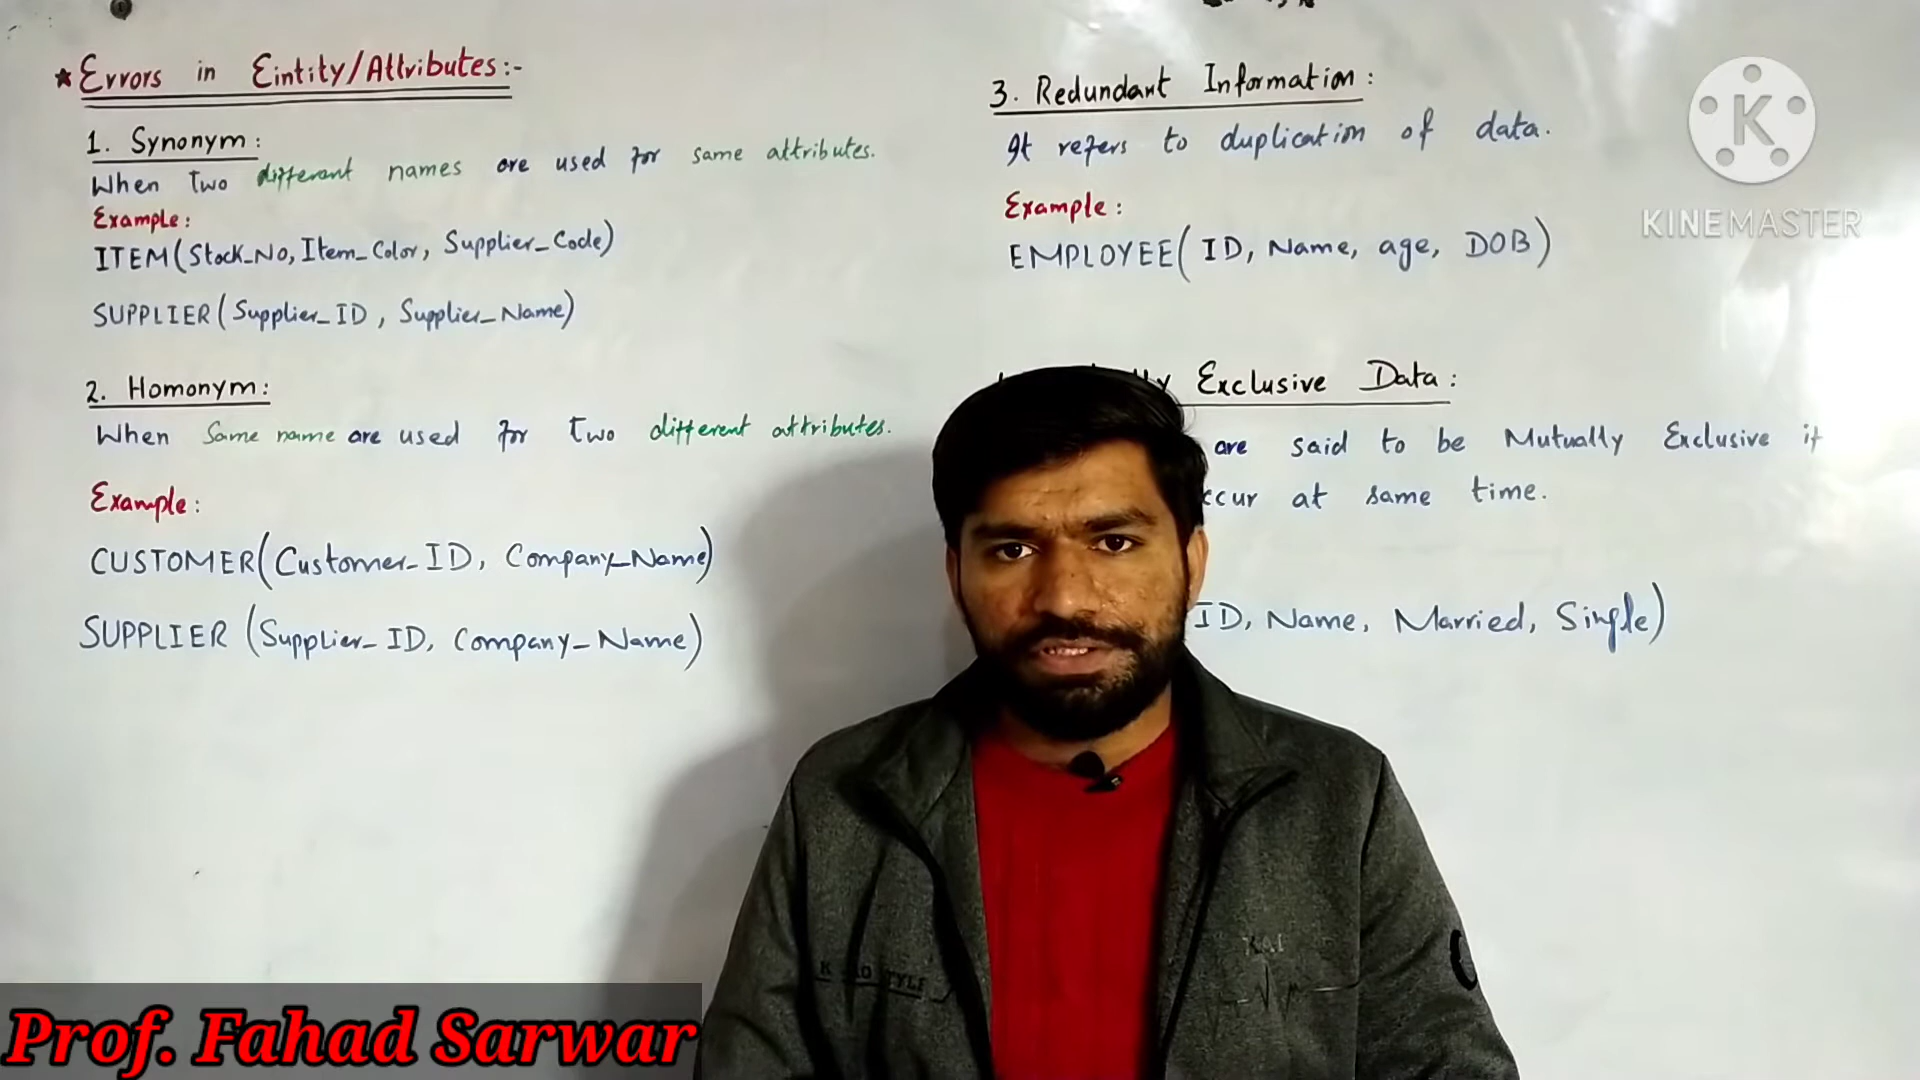 ★ Errors in Eintity/Attributes:-
1. Synonym:
When two different names are used for same attributes.
Example:
ITEM(Stock_No, Item_Color, Supplier_Code)
SUPPLIER(Supplier_ID, Supplier_Name)
2. Homonym:
When Same name are used for two different attributes.
Example:
CUSTOMER(Customer_ID, Company_Name)
SUPPLIER (Supplier_ID, Company_Name)
3. Redundant Information:
It refers to duplication of data.
Example:
EMPLOYEE(ID, Name, age, DOB)
Exclusive Data:
are said to be Mutually Exclusive if
at same time.
ID, Name, Married, Single)
K
KINEMASTER
KAI
Prof. Fahad Sarwar